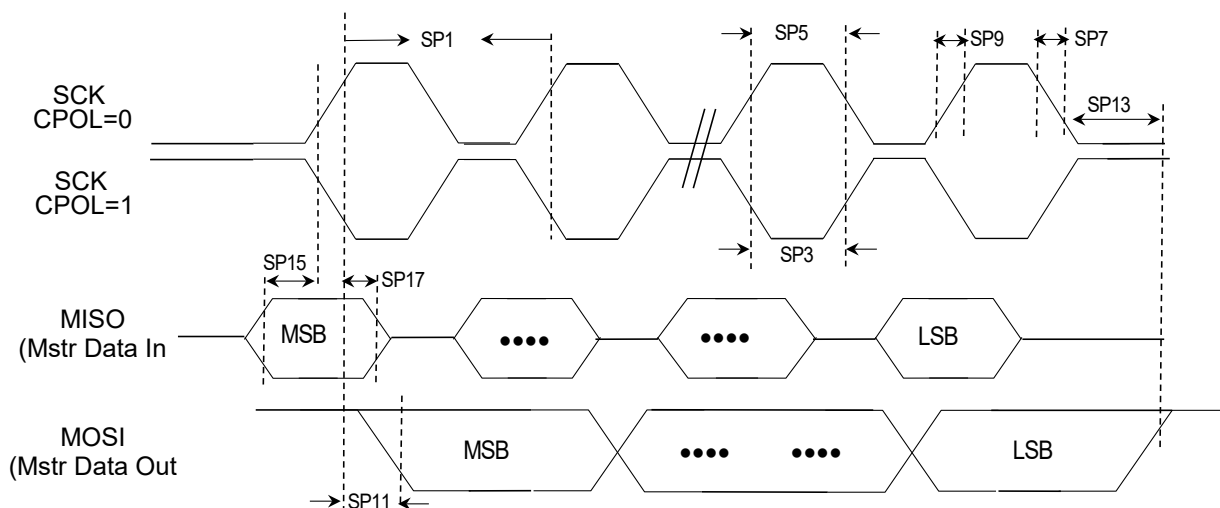 SP1
SP5
SP9
SP7
SCK
CPOL=0
SP13
SCK
CPOL=1
SP15
SP17
SP3
MISO
(Mstr Data In
MSB
••••
••••
LSB
MOSI
(Mstr Data Out
MSB
••••
••••
LSB
SP11